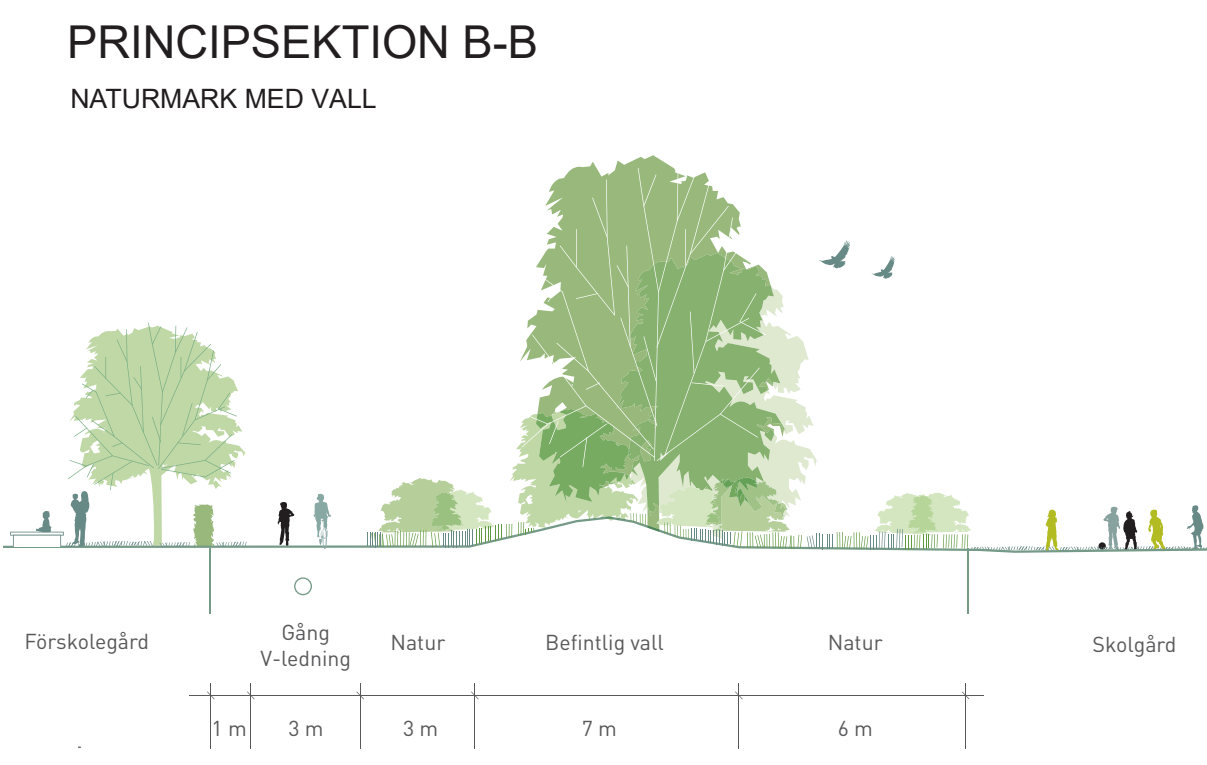 PRINCIPSEKTION B-B
NATURMARK MED VALL
Förskolegård
Gång
V-ledning
Natur
Befintlig vall
Natur
Skolgård
1 m
3 m
3 m
7 m
6 m